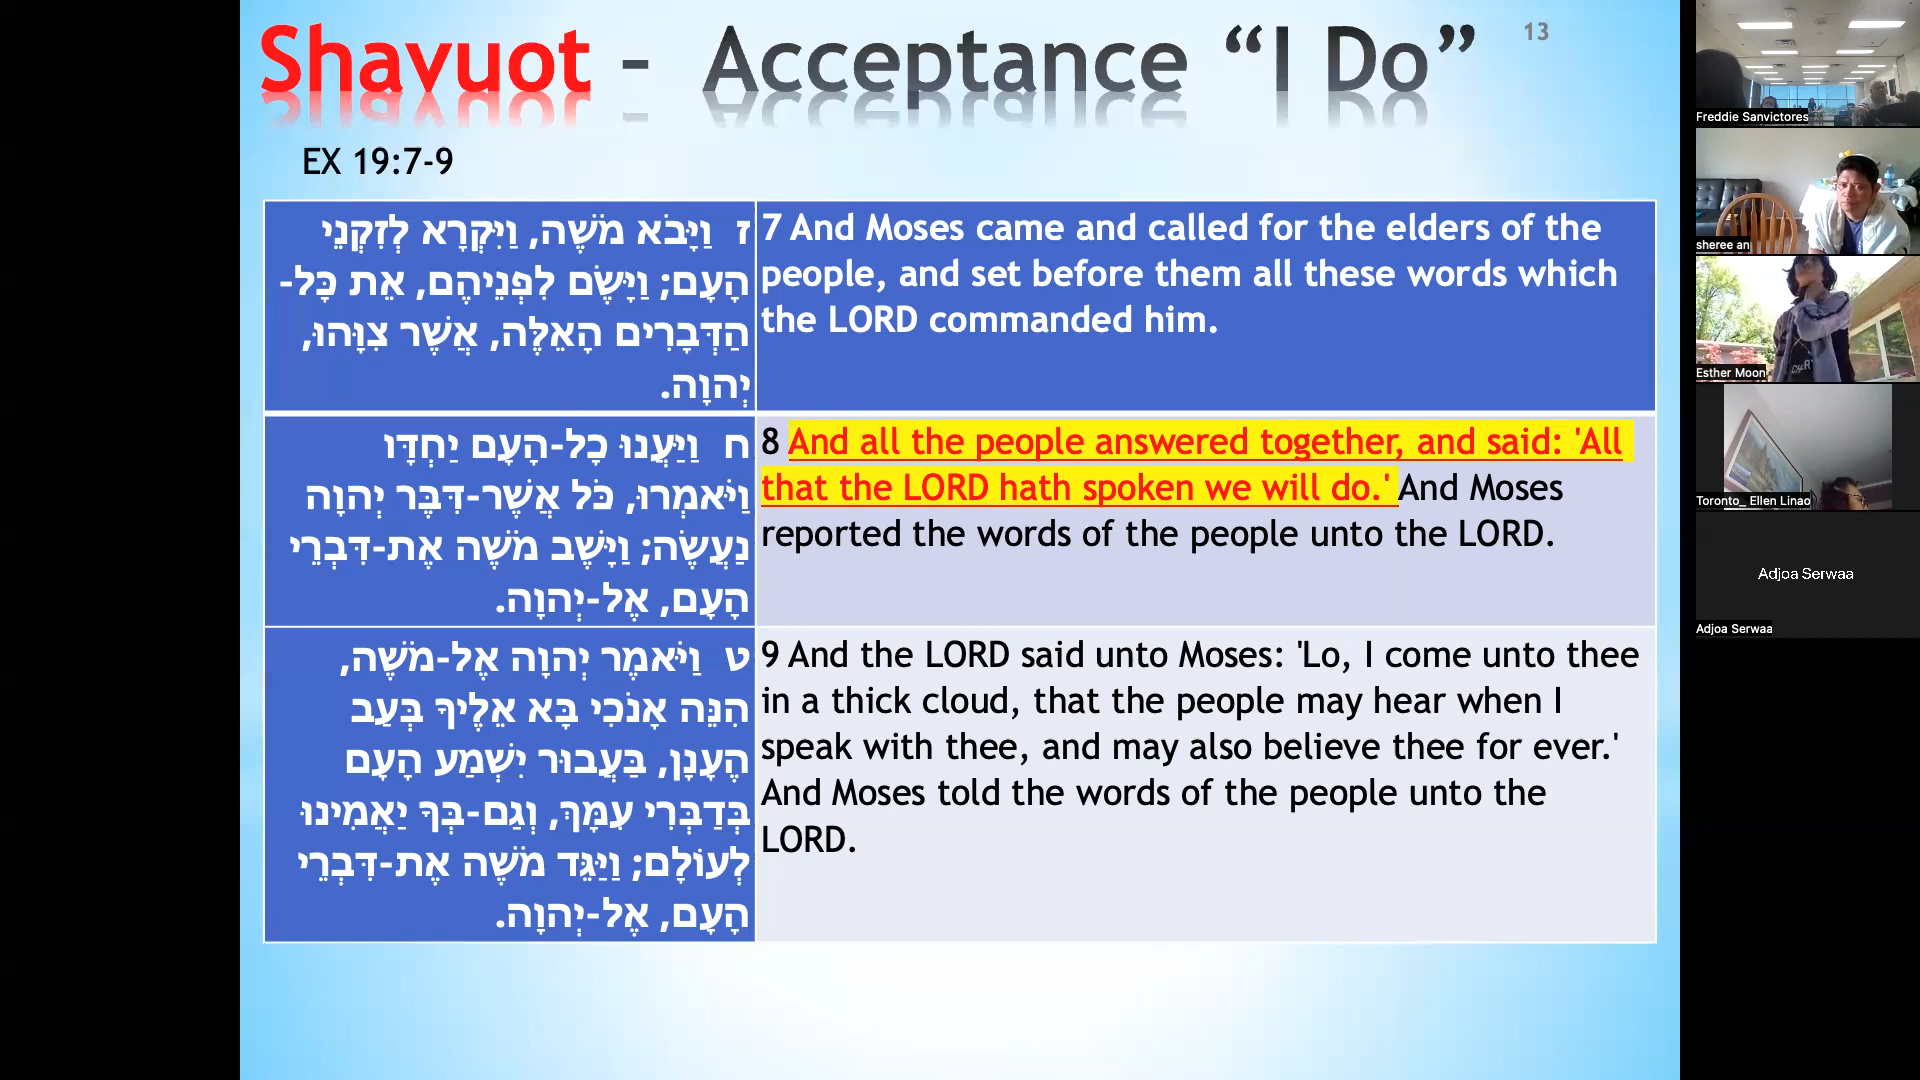 Shavuot - Acceptance “I Do”
13
EX 19:7-9
ז וַיָּבֹא מֹשֶׁה, וַיִּקְרָא לְזִקְנֵי
הָעָם; וַיָּשֶׂם לִפְנֵיהֶם, אֵת כָּל-
הַדְּבָרִים הָאֵלֶּה, אֲשֶׁר צִוָּהוּ,
יְהוָה.
7 And Moses came and called for the elders of the
people, and set before them all these words which
the LORD commanded him.
ח וַיַּעֲנוּ כָל-הָעָם יַחְדָּו
וַיֹּאמְרוּ, כֹּל אֲשֶׁר-דִּבֶּר יְהוָה
נַעֲשֶׂה; וַיָּשֶׁב מֹשֶׁה אֶת-דִּבְרֵי
הָעָם, אֶל-יְהוָה.
8 And all the people answered together, and said: 'All
that the LORD hath spoken we will do.' And Moses
reported the words of the people unto the LORD.
ט וַיֹּאמֶר יְהוָה אֶל-מֹשֶׁה,
הִנֵּה אָנֹכִי בָּא אֵלֶיךָ בְּעַב
הֶעָנָן, בַּעֲבוּר יִשְׁמַע הָעָם
בְּדַבְּרִי עִמָּךְ, וְגַם-בְּךָ יַאֲמִינוּ
לְעוֹלָם; וַיַּגֵּד מֹשֶׁה אֶת-דִּבְרֵי
הָעָם, אֶל-יְהוָה.
9 And the LORD said unto Moses: 'Lo, I come unto thee
in a thick cloud, that the people may hear when I
speak with thee, and may also believe thee for ever.'
And Moses told the words of the people unto the
LORD.
Freddie Sanvictores
sheree an
Esther Moon
Toronto_ Ellen Linao
Adjoa Serwaa
Adjoa Serwaa